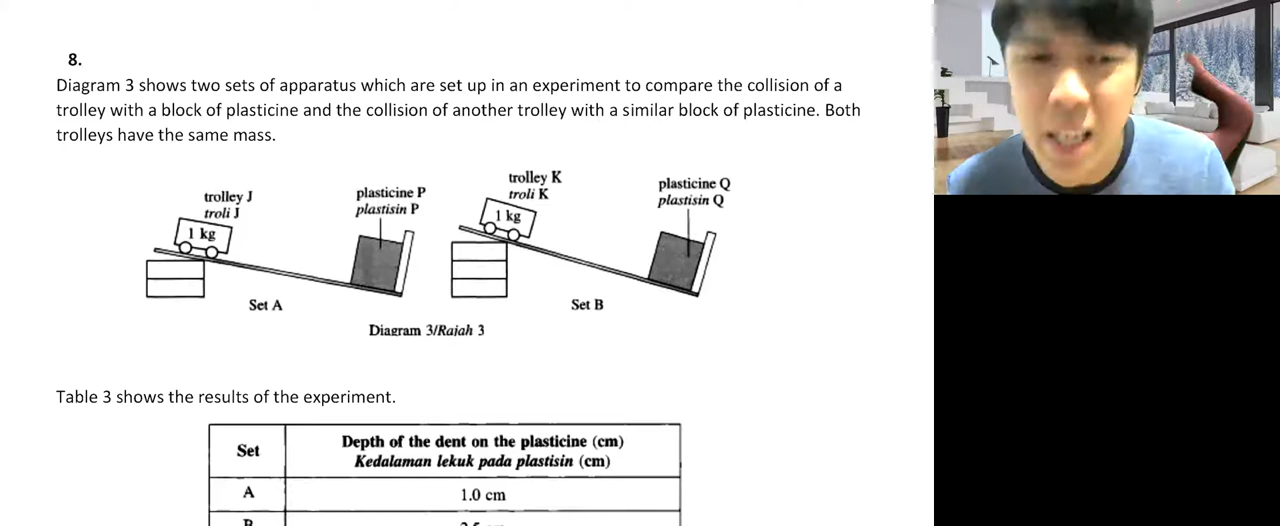 8.
Diagram 3 shows two sets of apparatus which are set up in an experiment to compare the collision of a
trolley with a block of plasticine and the collision of another trolley with a similar block of plasticine. Both
trolleys have the same mass.
trolley J
troli J
1 kg
plasticine P
plastisin P
Set A
trolley K
troli K
1 kg
plasticine Q
plastisin Q
Set B
Diagram 3/Rajah 3
Table 3 shows the results of the experiment.
Set
Depth of the dent on the plasticine (cm)
Kedalaman lekuk pada plastisin (cm)
A
1.0 cm
B